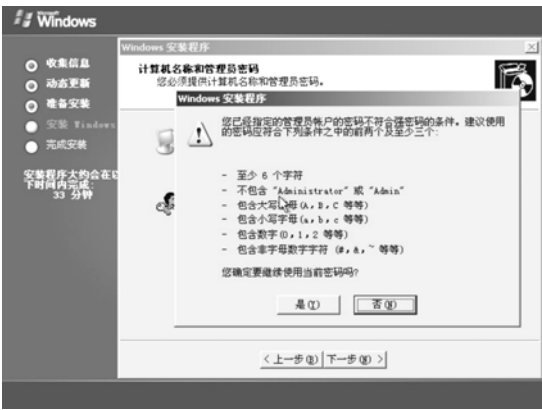 Microsoft
Windows
收集信息
动态更新
准备安装
安装 Windows
完成安装
安装程序大约会在以
下时间内完成:
33 分钟
Windows 安装程序
计算机名称和管理员密码
您必须提供计算机名称和管理员密码。
Windows 安装程序
您已经指定的管理员帐户的密码不符合强密码的条件。建议使用
的密码应符合下列条件之中的前两个及至少三个:
- 至少 6 个字符
- 不包含 "Administrator" 或 "Admin"
- 包含大写字母(A, B, C 等等)
- 包含小写字母(a, b, c 等等)
- 包含数字(0, 1, 2 等等)
- 包含非字母数字字符 (#, &, ~ 等等)
您确定要继续使用当前密码吗?
是(Y)
否(N)
< 上一步(B)
下一步(N) >